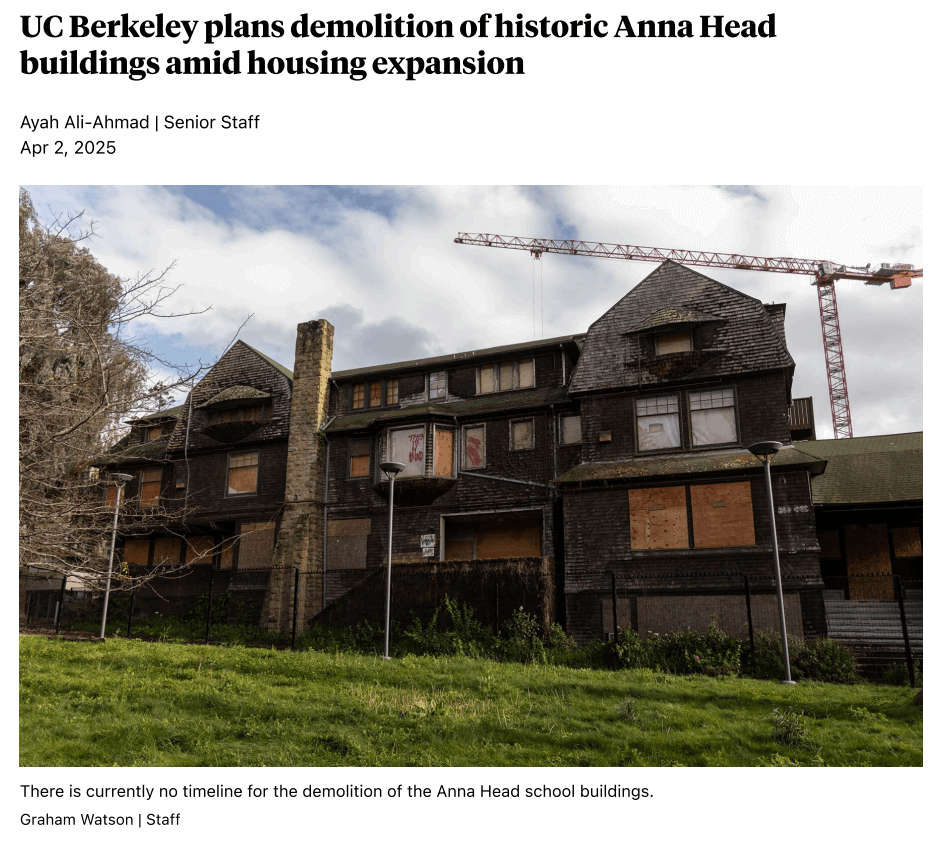 UC Berkeley plans demolition of historic Anna Head
buildings amid housing expansion
Ayah Ali-Ahmad | Senior Staff
Apr 2, 2025
There is currently no timeline for the demolition of the Anna Head school buildings.
Graham Watson | Staff